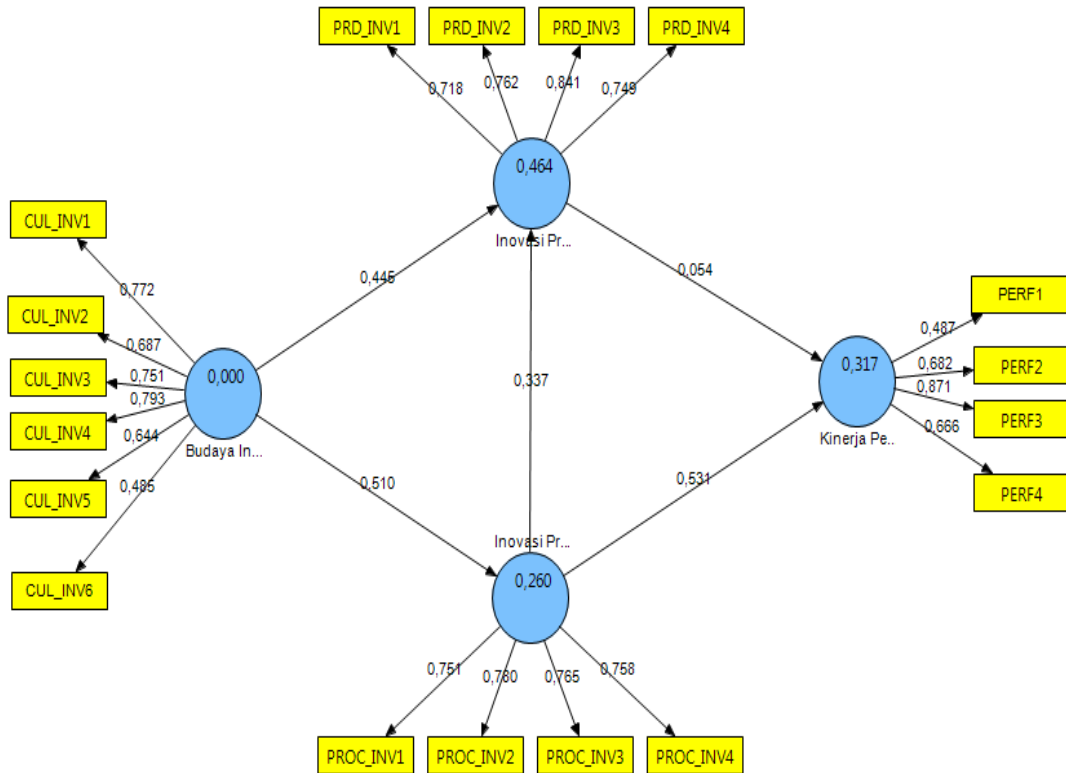 PRD_INV1
PRD_INV2
PRD_INV3
PRD_INV4
0,718
0,762
0,841
0,749
0,464
Inovasi Pr...
CUL_INV1
CUL_INV2
CUL_INV3
CUL_INV4
CUL_INV5
CUL_INV6
0,772
0,687
0,751
0,793
0,644
0,485
0,000
Budaya In...
0,445
0,054
0,337
0,510
0,531
0,317
Kinerja Pe..
PERF1
PERF2
PERF3
PERF4
0,487
0,682
0,871
0,666
Inovasi Pr...
0,260
0,751
0,780
0,765
0,758
PROC_INV1
PROC_INV2
PROC_INV3
PROC_INV4